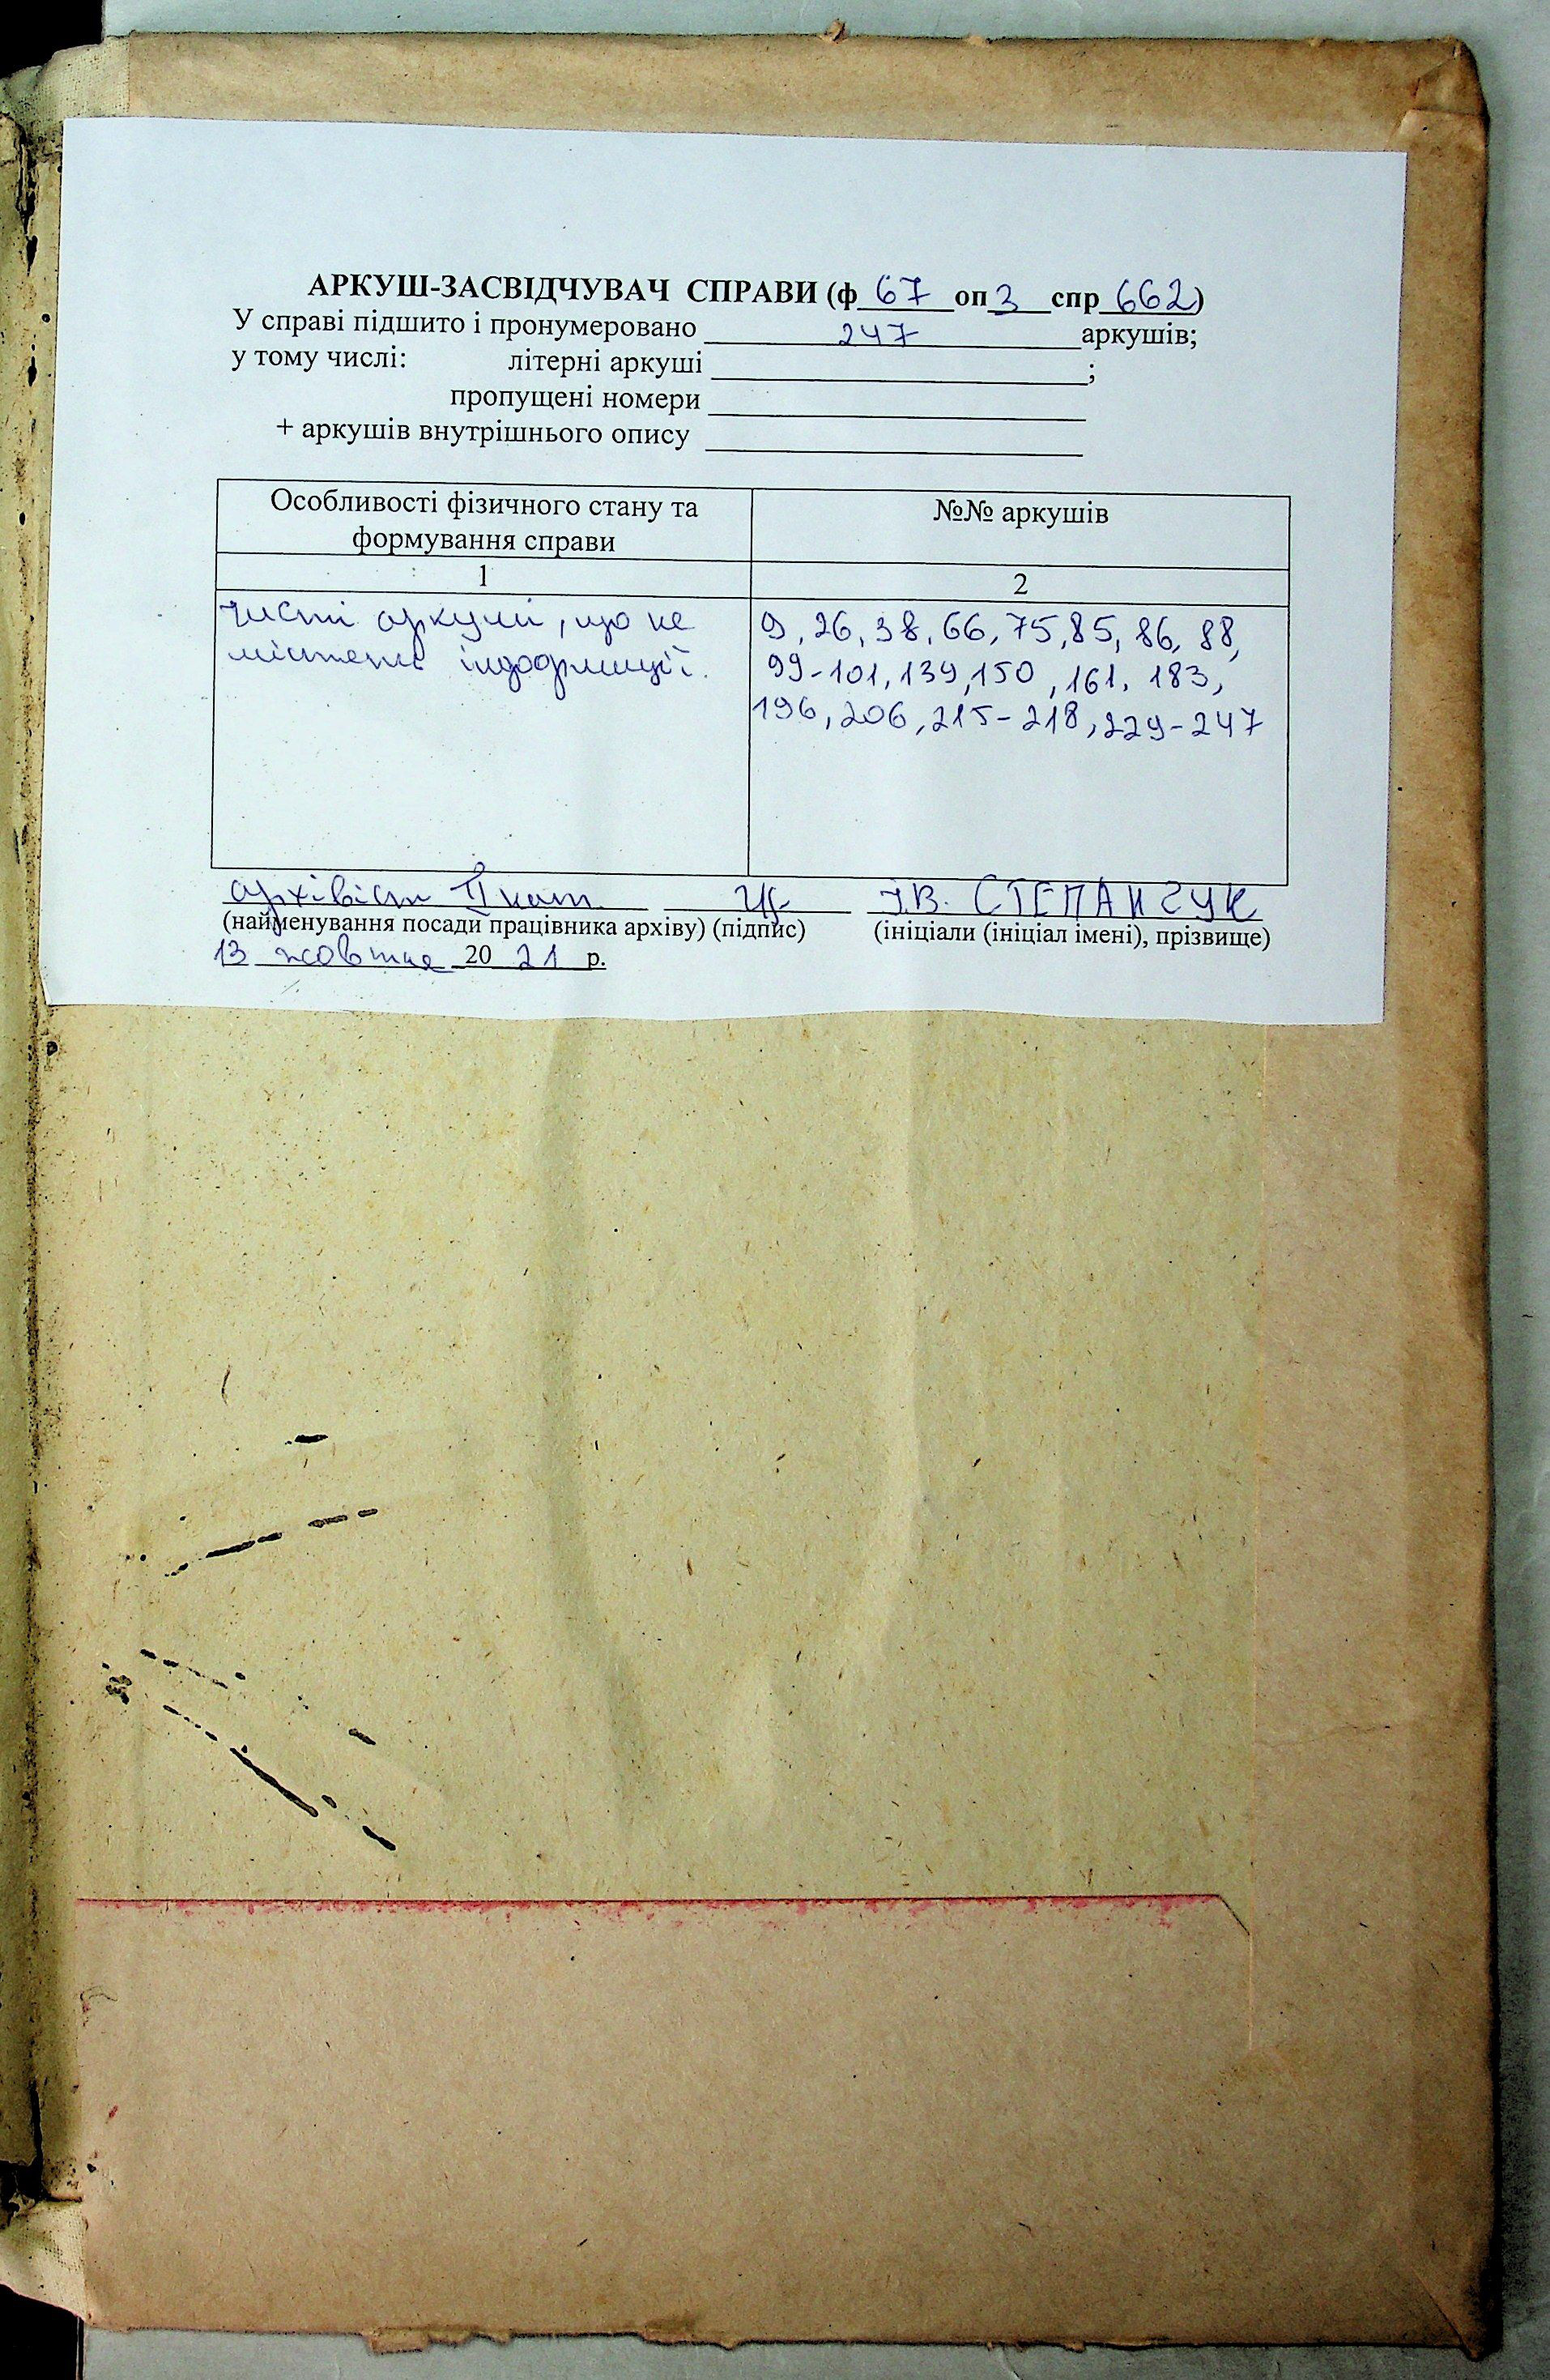 АРКУШ-ЗАСВІДЧУВАЧ СПРАВИ (ф 67 оп 3 спр 662)
У справі підшито і пронумеровано 247 аркушів;
у тому числі: літерні аркуші ;
пропущені номери
+ аркушів внутрішнього опису
Особливості фізичного стану та
формування справи
№№ аркушів
1
2
Чисті аркуші, що не
містять інформації.
9, 26, 38, 66, 75, 85, 86, 88,
99-101, 139, 150, 161, 183,
196, 206, 215-218, 229-247
архівіст II кат. І.В. СТЕПАНЧУК
(найменування посади працівника архіву) (підпис) (ініціали (ініціал імені), прізвище)
13 жовтня 20 21 р.